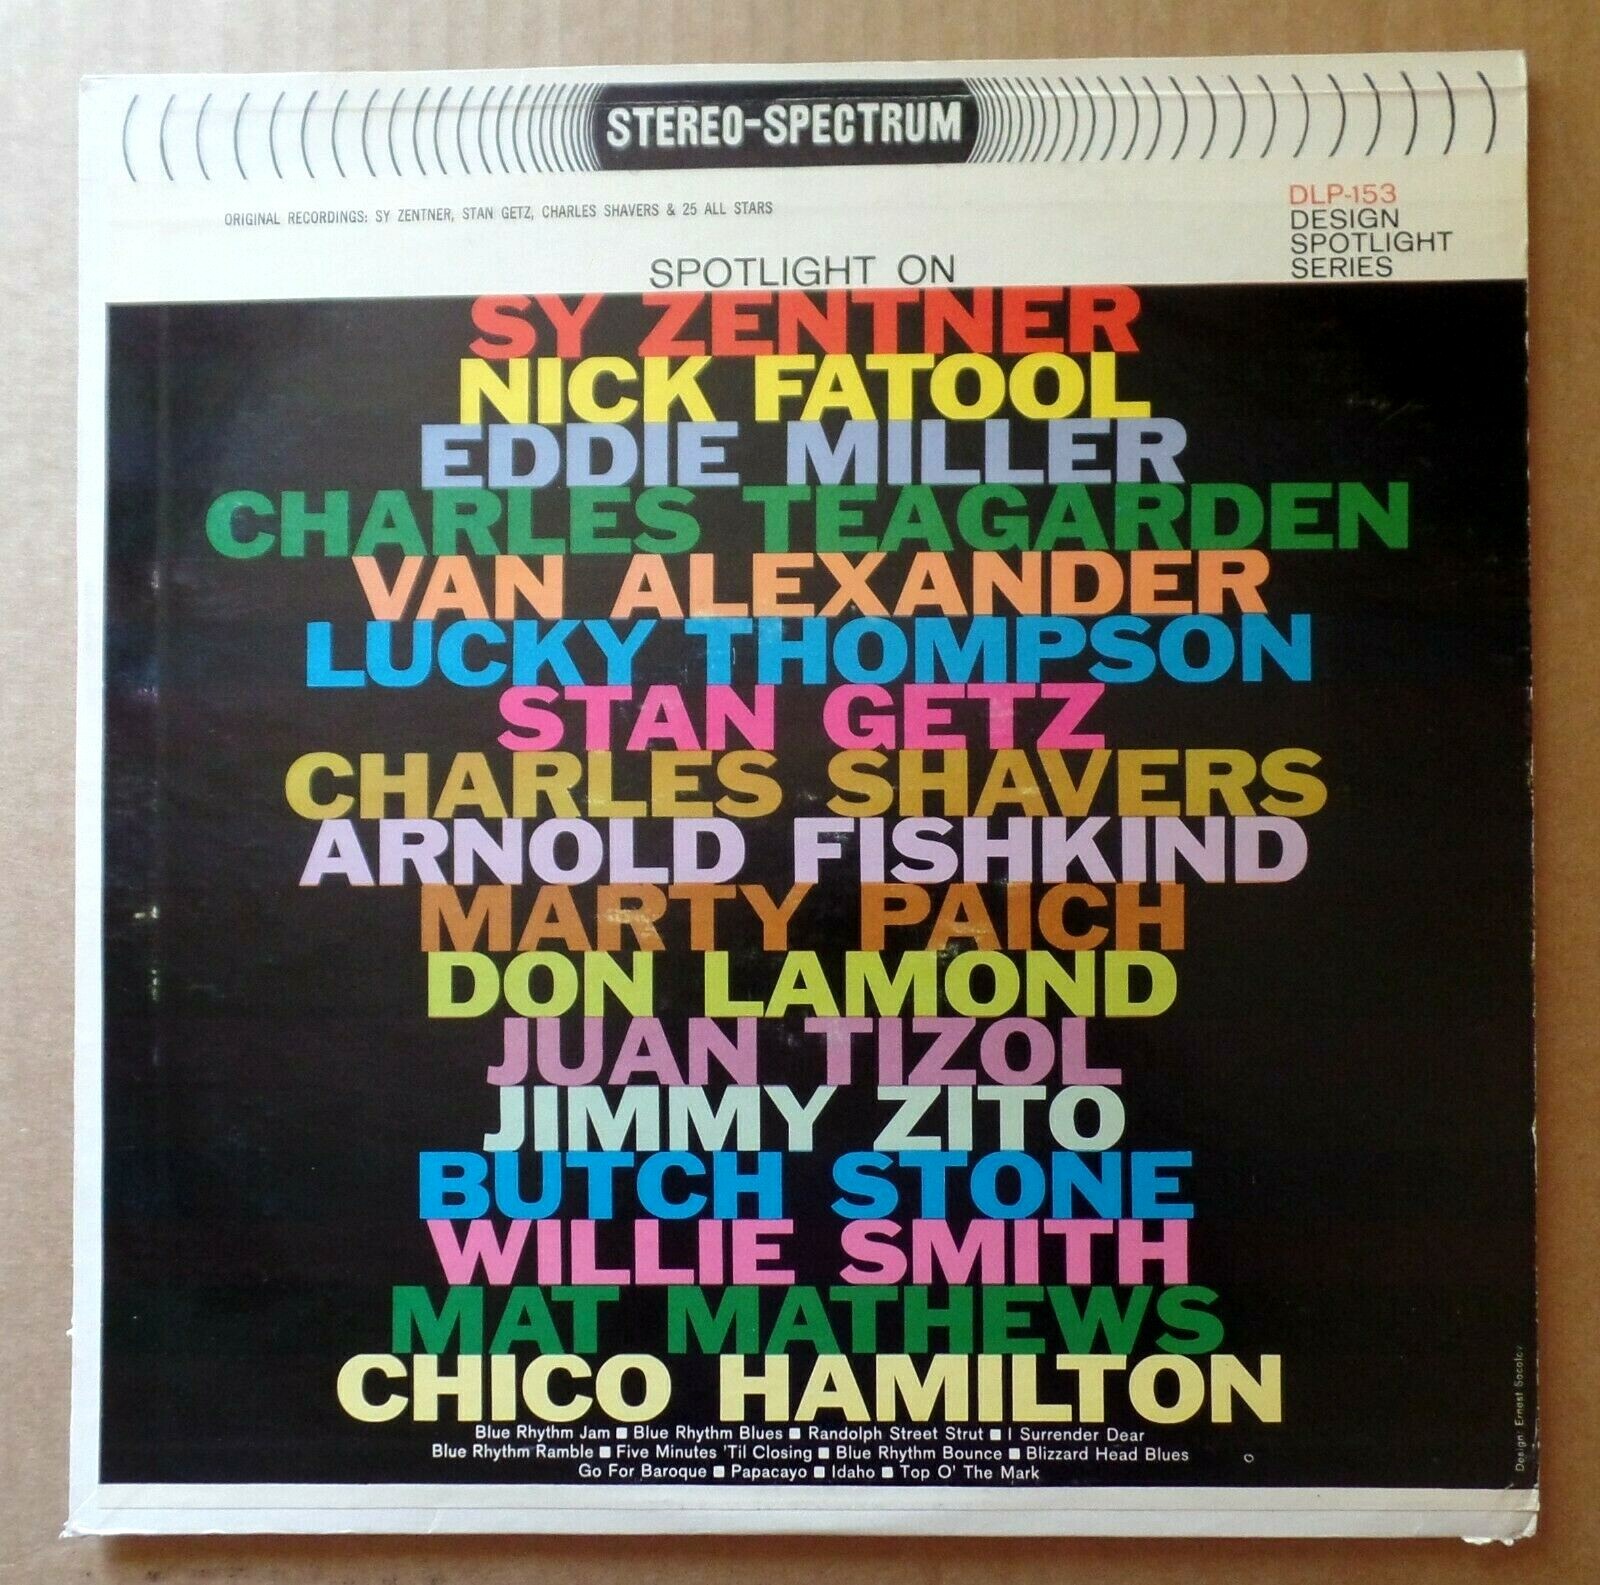 STEREO-SPECTRUM
ORIGINAL RECORDINGS: SY ZENTNER, STAN GETZ, CHARLES SHAVERS & 25 ALL STARS
DLP-153
DESIGN
SPOTLIGHT
SERIES
SPOTLIGHT ON
SY ZENTNER
NICK FATOOL
EDDIE MILLER
CHARLES TEAGARDEN
VAN ALEXANDER
LUCKY THOMPSON
STAN GETZ
CHARLES SHAVERS
ARNOLD FISHKIND
MARTY PAICH
DON LAMOND
JUAN TIZOL
JIMMY ZITO
BUTCH STONE
WILLIE SMITH
MAT MATHEWS
CHICO HAMILTON
Blue Rhythm Jam ■ Blue Rhythm Blues ■ Randolph Street Strut ■ I Surrender Dear
Blue Rhythm Ramble ■ Five Minutes 'Til Closing ■ Blue Rhythm Bounce ■ Blizzard Head Blues
Go For Baroque ■ Papacayo ■ Idaho ■ Top O' The Mark
Design: Ernest Socolov